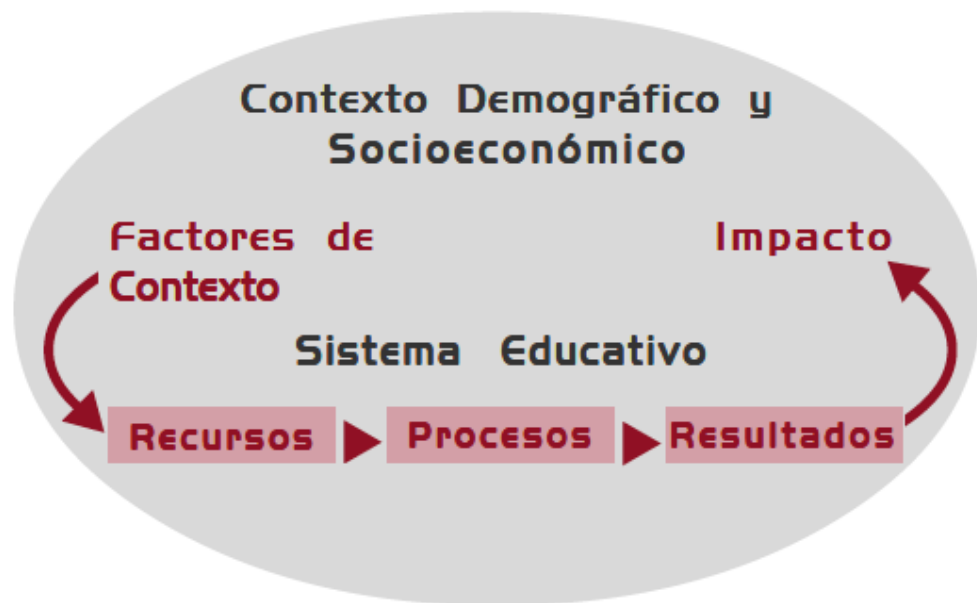 Contexto Demográfico y
Socioeconómico
Factores de
Contexto
Impacto
Sistema Educativo
Recursos
Procesos
Resultados